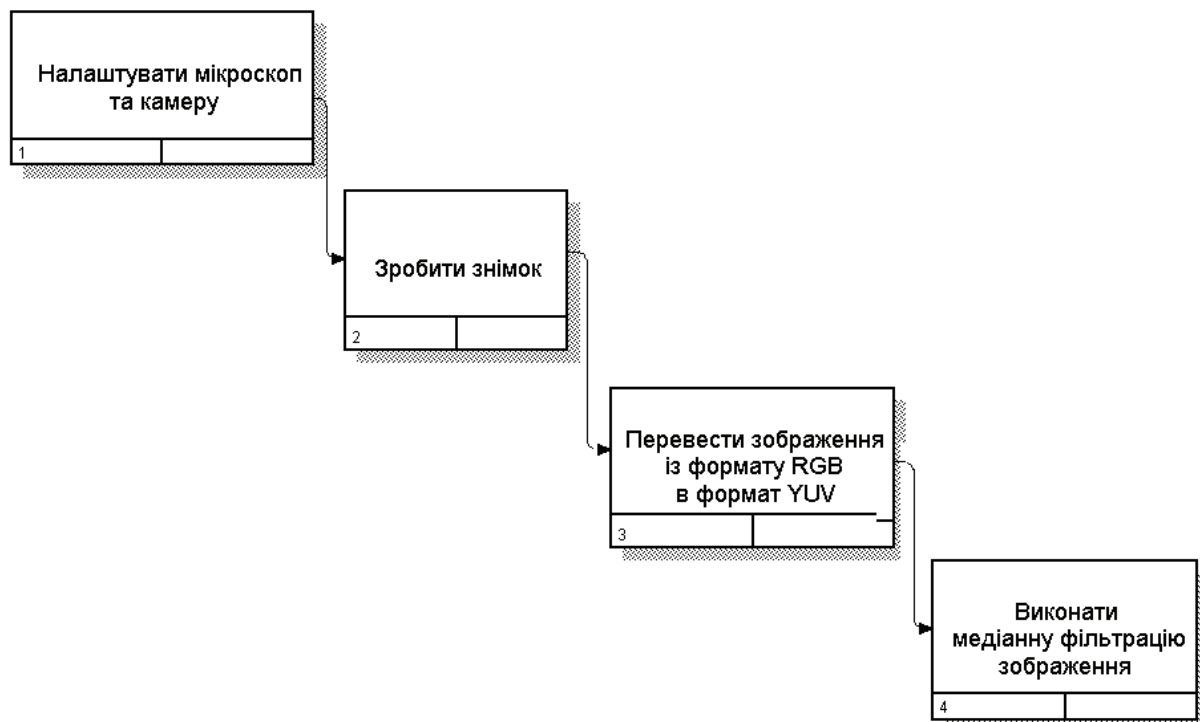 Налаштувати мікроскоп
та камеру
1
Зробити знімок
2
Перевести зображення
із формату RGB
в формат YUV
3
Виконати
медіанну фільтрацію
зображення
4